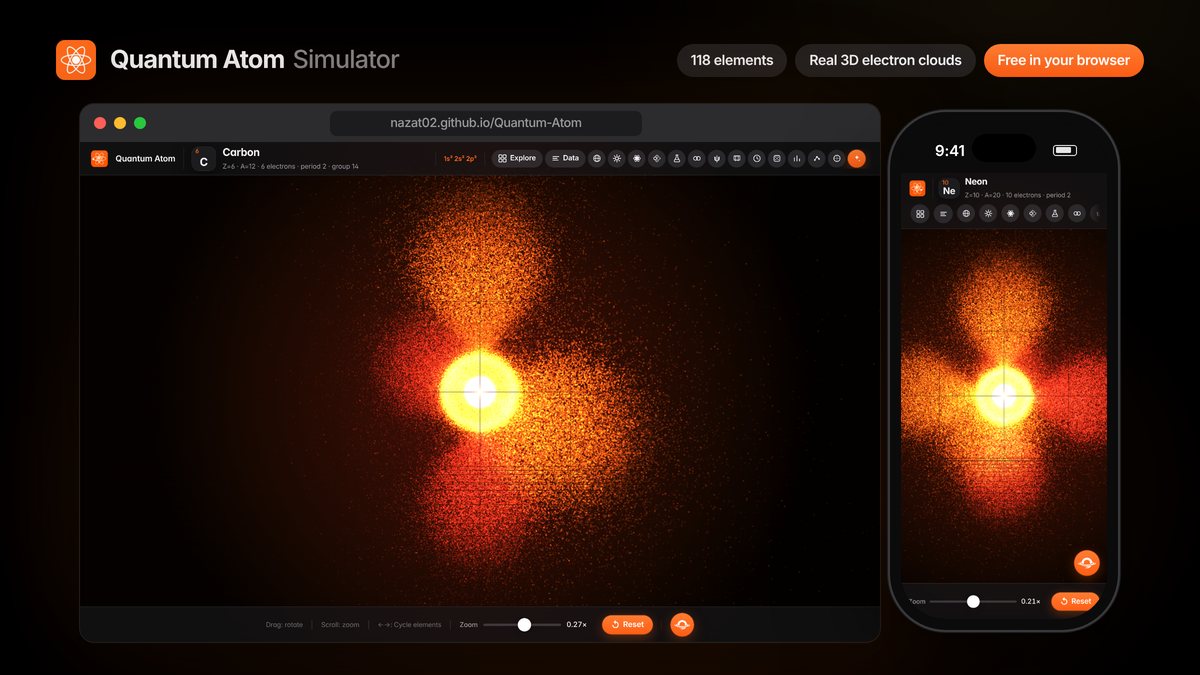 Quantum Atom Simulator
118 elements
Real 3D electron clouds
Free in your browser
nazat02.github.io/Quantum-Atom
Quantum Atom
6
C
Carbon
Z=6 · A≈12 · 6 electrons · period 2 · group 14
1s² 2s² 2p²
Explore
Data
Drag: rotate
Scroll: zoom
←→: Cycle elements
Zoom
0.27×
Reset
9:41
10
Ne
Neon
Z=10 · A≈20 · 10 electrons · period 2
Zoom
0.21×
Reset